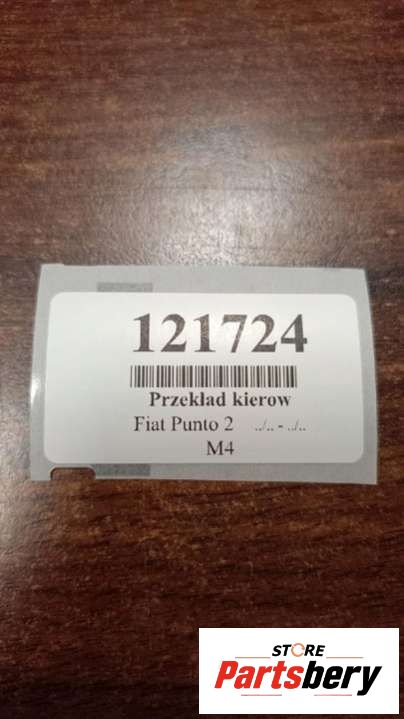 121724
Przekład kierow
Fiat Punto 2 ../.. - ../..
M4
STORE
Partsbery